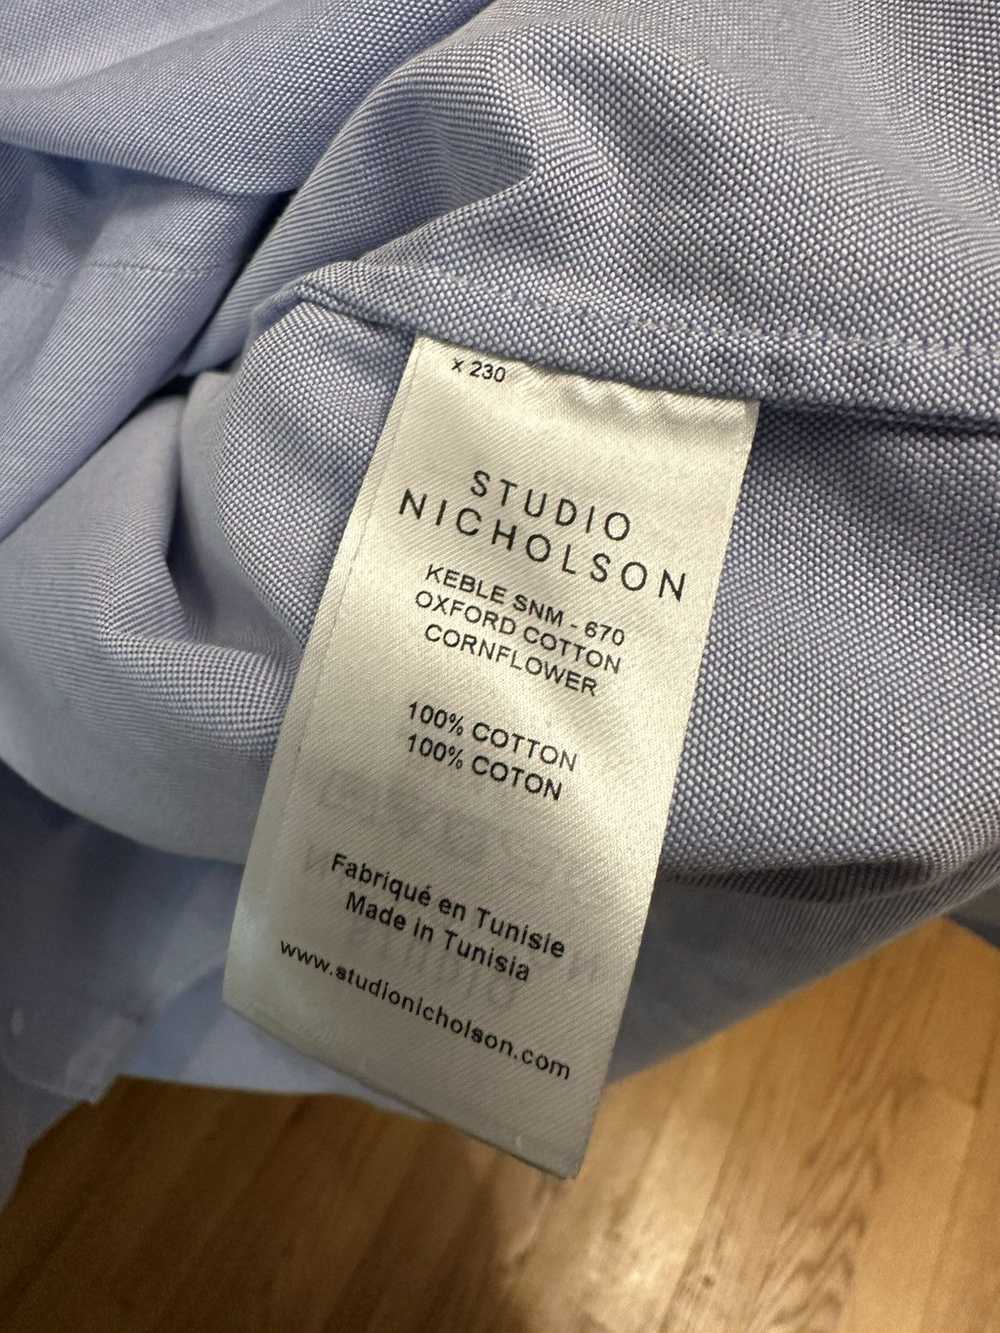 x 230
STUDIO
NICHOLSON
KEBLE SNM - 670
OXFORD COTTON
CORNFLOWER
100% COTTON
100% COTON
Fabriqué en Tunisie
Made in Tunisia
www.studionicholson.com